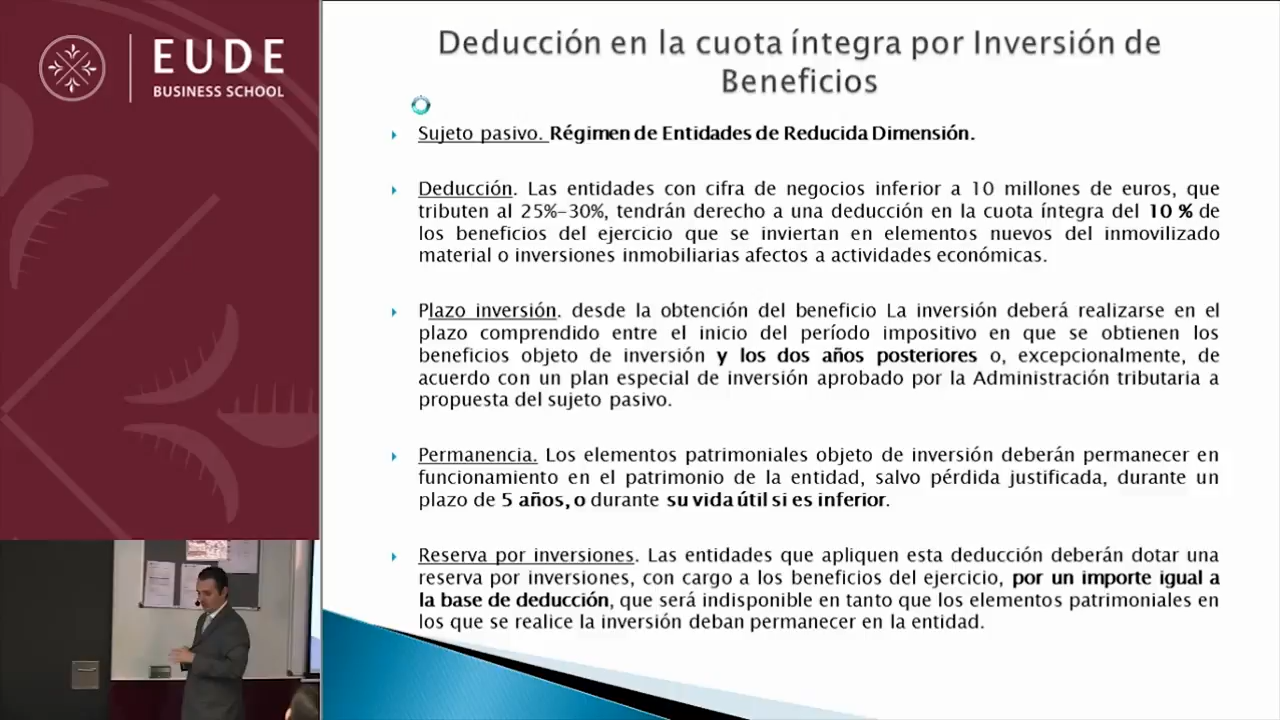 EUDE
BUSINESS SCHOOL
Deducción en la cuota íntegra por Inversión de
Beneficios
Sujeto pasivo. Régimen de Entidades de Reducida Dimensión.
Deducción. Las entidades con cifra de negocios inferior a 10 millones de euros, que
tributen al 25%-30%, tendrán derecho a una deducción en la cuota íntegra del 10 % de
los beneficios del ejercicio que se inviertan en elementos nuevos del inmovilizado
material o inversiones inmobiliarias afectos a actividades económicas.
Plazo inversión. desde la obtención del beneficio La inversión deberá realizarse en el
plazo comprendido entre el inicio del período impositivo en que se obtienen los
beneficios objeto de inversión y los dos años posteriores o, excepcionalmente, de
acuerdo con un plan especial de inversión aprobado por la Administración tributaria a
propuesta del sujeto pasivo.
Permanencia. Los elementos patrimoniales objeto de inversión deberán permanecer en
funcionamiento en el patrimonio de la entidad, salvo pérdida justificada, durante un
plazo de 5 años, o durante su vida útil si es inferior.
Reserva por inversiones. Las entidades que apliquen esta deducción deberán dotar una
reserva por inversiones, con cargo a los beneficios del ejercicio, por un importe igual a
la base de deducción, que será indisponible en tanto que los elementos patrimoniales en
los que se realice la inversión deban permanecer en la entidad.